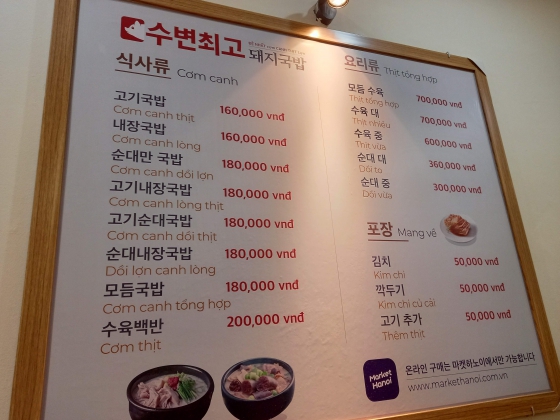 수변최고 돼지국밥
식사류 Cơm canh
고기국밥
Cơm canh thịt
160,000 vnđ
내장국밥
Cơm canh lòng
160,000 vnđ
순대만 국밥
Cơm canh dồi lợn
180,000 vnđ
고기내장국밥
Cơm canh lòng thịt
180,000 vnđ
고기순대국밥
Cơm canh dồi thịt
180,000 vnđ
순대내장국밥
Dồi lợn canh lòng
180,000 vnđ
모듬국밥
Cơm canh tổng hợp
180,000 vnđ
수육백반
Cơm thịt
200,000 vnđ
요리류 Thịt tổng hợp
모듬 수육
Thịt tổng hợp
700,000 vnđ
수육 대
Thịt nhiều
700,000 vnđ
수육 중
Thịt vừa
600,000 vnđ
순대 대
Dồi to
360,000 vnđ
순대 중
Dồi vừa
300,000 vnđ
포장 Mang về
김치
Kim chi
50,000 vnđ
깍두기
Kim chi củ cải
50,000 vnđ
고기 추가
Thêm thịt
50,000 vnđ
Market
Hanoi
온라인 구매는 마켓하노이에서만 가능합니다
www.markethanoi.com.vn